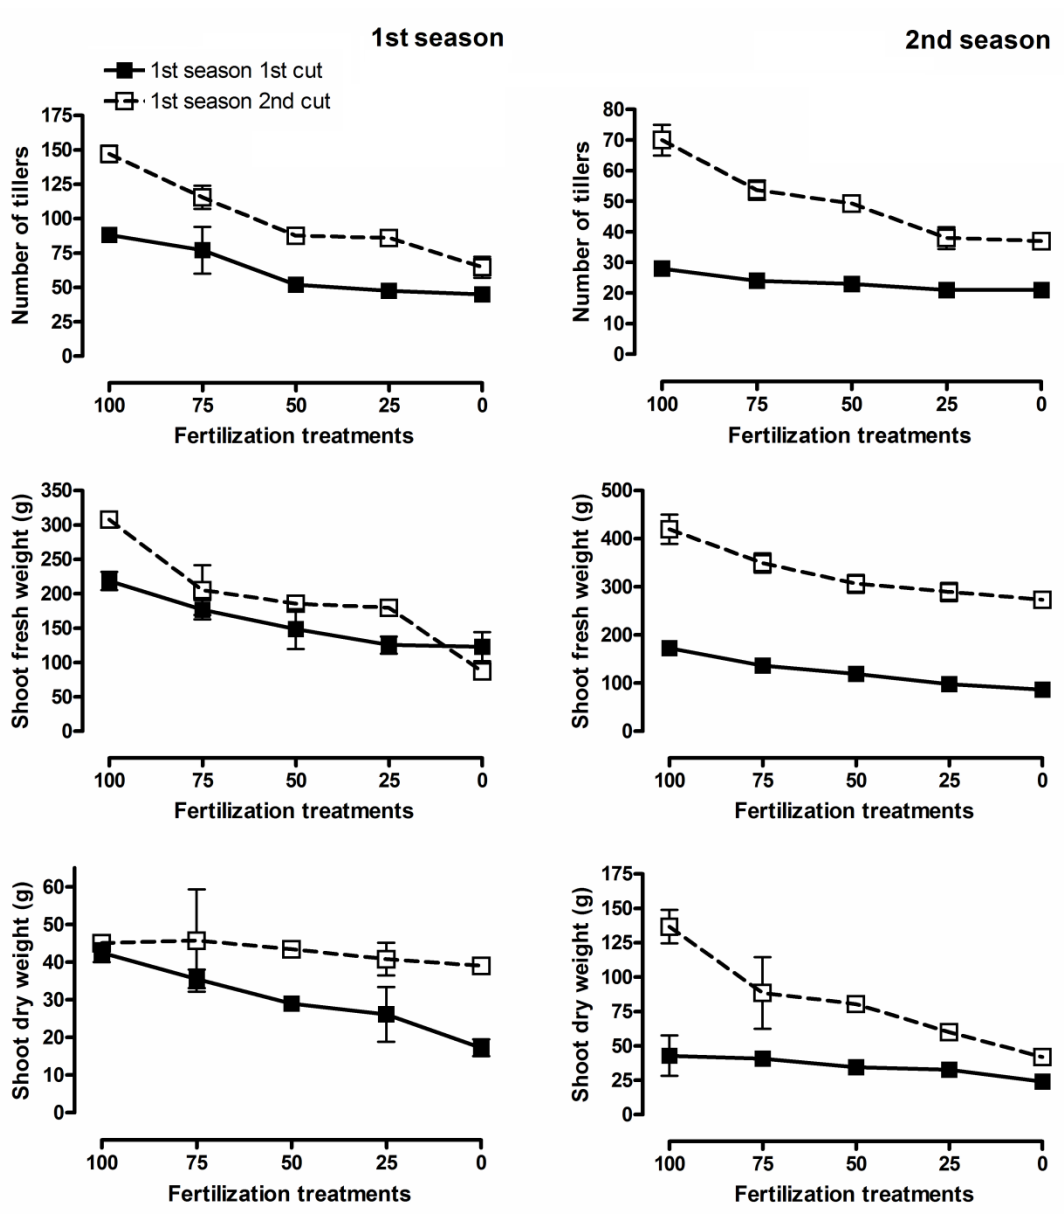 1st season
2nd season
1st season 1st cut
1st season 2nd cut
Number of tillers
175
150
125
100
75
50
25
0
100 75 50 25 0
Fertilization treatments
Number of tillers
80
70
60
50
40
30
20
10
0
100 75 50 25 0
Fertilization treatments
Shoot fresh weight (g)
350
300
250
200
150
100
50
0
100 75 50 25 0
Fertilization treatments
Shoot fresh weight (g)
500
400
300
200
100
0
100 75 50 25 0
Fertilization treatments
Shoot dry weight (g)
60
50
40
30
20
10
0
100 75 50 25 0
Fertilization treatments
Shoot dry weight (g)
175
150
125
100
75
50
25
0
100 75 50 25 0
Fertilization treatments